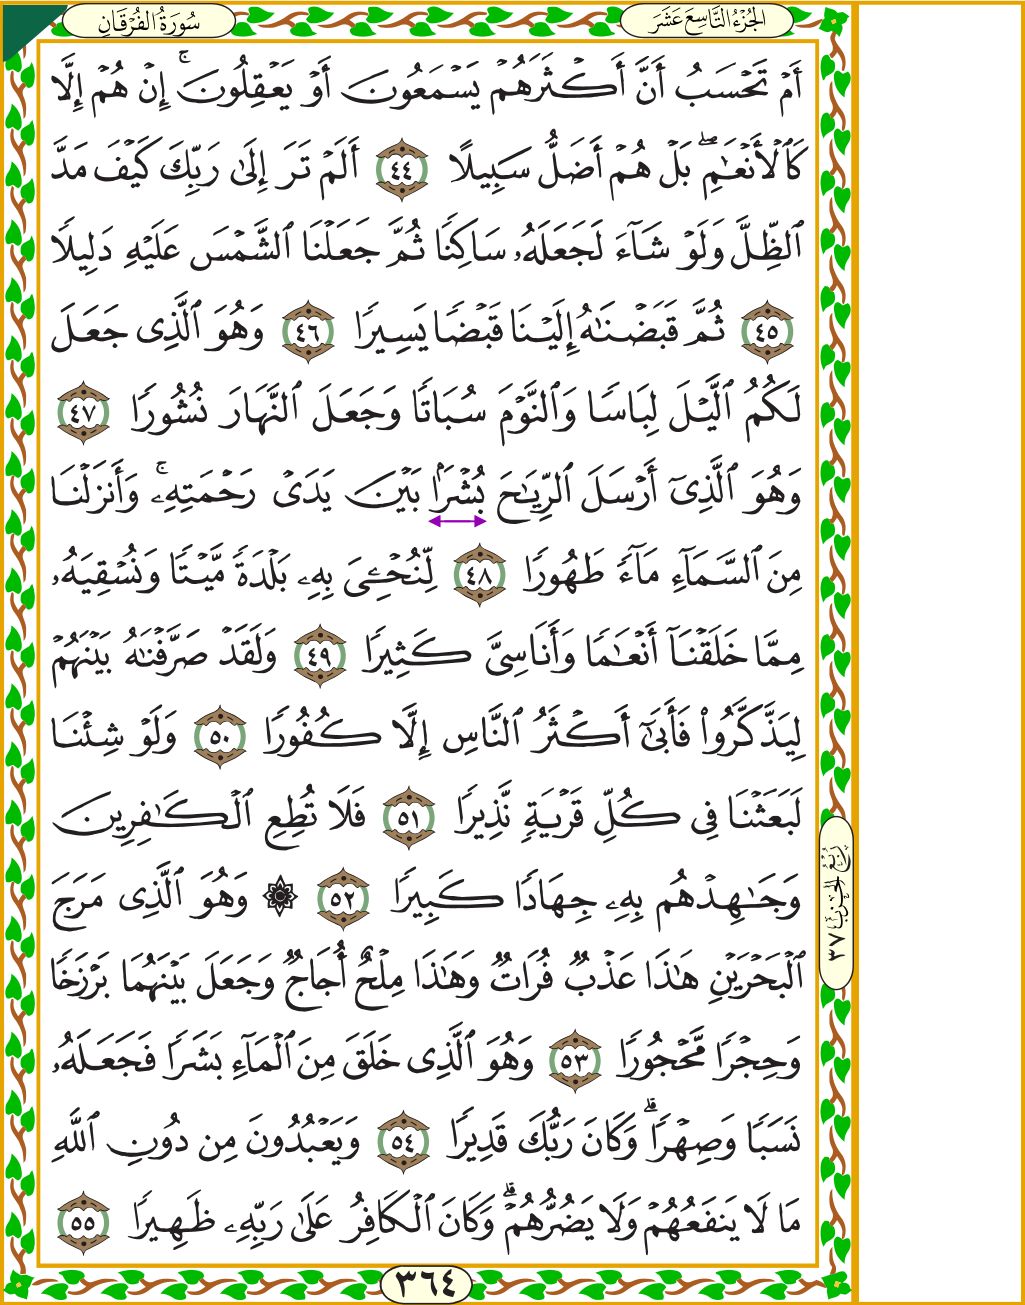 الجُزْءُ التَّاسِعَ عَشَرَ
سُورَةُ الفُرْقَانِ
أَمْ تَحْسَبُ أَنَّ أَكْثَرَهُمْ يَسْمَعُونَ أَوْ يَعْقِلُونَ ۚ إِنْ هُمْ إِلَّا
كَٱلْأَنْعَـٰمِ ۖ بَلْ هُمْ أَضَلُّ سَبِيلًا ٤٤ أَلَمْ تَرَ إِلَىٰ رَبِّكَ كَيْفَ مَدَّ
ٱلظِّلَّ وَلَوْ شَآءَ لَجَعَلَهُۥ سَاكِنًا ثُمَّ جَعَلْنَا ٱلشَّمْسَ عَلَيْهِ دَلِيلًا
٤٥ ثُمَّ قَبَضْنَـٰهُ إِلَيْنَا قَبْضًا يَسِيرًا ٤٦ وَهُوَ ٱلَّذِى جَعَلَ
لَكُمُ ٱلَّيْلَ لِبَاسًا وَٱلنَّوْمَ سُبَاتًا وَجَعَلَ ٱلنَّهَارَ نُشُورًا ٤٧
وَهُوَ ٱلَّذِىٓ أَرْسَلَ ٱلرِّيَـٰحَ بُشْرًۢا بَيْنَ يَدَىْ رَحْمَتِهِۦ ۚ وَأَنزَلْنَا
مِنَ ٱلسَّمَآءِ مَآءً طَهُورًا ٤٨ لِّنُحْـِۧىَ بِهِۦ بَلْدَةً مَّيْتًا وَنُسْقِيَهُۥ
مِمَّا خَلَقْنَآ أَنْعَـٰمًا وَأَنَاسِىَّ كَثِيرًا ٤٩ وَلَقَدْ صَرَّفْنَـٰهُ بَيْنَهُمْ
لِيَذَّكَّرُوا۟ فَأَبَىٰٓ أَكْثَرُ ٱلنَّاسِ إِلَّا كُفُورًا ٥٠ وَلَوْ شِئْنَا
لَبَعَثْنَا فِى كُلِّ قَرْيَةٍ نَّذِيرًا ٥١ فَلَا تُطِعِ ٱلْكَـٰفِرِينَ
وَجَـٰهِدْهُم بِهِۦ جِهَادًا كَبِيرًا ٥٢ ۞ وَهُوَ ٱلَّذِى مَرَجَ
ٱلْبَحْرَيْنِ هَـٰذَا عَذْبٌ فُرَاتٌ وَهَـٰذَا مِلْحٌ أُجَاجٌ وَجَعَلَ بَيْنَهُمَا بَرْزَخًا
وَحِجْرًا مَّحْجُورًا ٥٣ وَهُوَ ٱلَّذِى خَلَقَ مِنَ ٱلْمَآءِ بَشَرًا فَجَعَلَهُۥ
نَسَبًا وَصِهْرًا ۗ وَكَانَ رَبُّكَ قَدِيرًا ٥٤ وَيَعْبُدُونَ مِن دُونِ ٱللَّهِ
مَا لَا يَنفَعُهُمْ وَلَا يَضُرُّهُمْ ۗ وَكَانَ ٱلْكَافِرُ عَلَىٰ رَبِّهِۦ ظَهِيرًا ٥٥
رُبْعُ الحِزْبِ ٣٧
٣٦٤